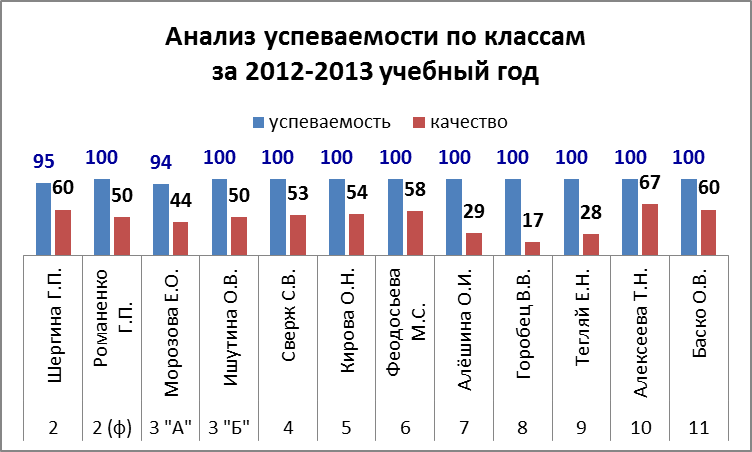 Анализ успеваемости по классам
за 2012-2013 учебный год
успеваемость качество
95 60 100 50 94 44 100 50 100 53 100 54 100 58 100 29 100 17 100 28 100 67 100 60
Шергина Г.П.
Романенко
Г.П.
Морозова Е.О.
Ишутина О.В.
Сверж С.В.
Кирова О.Н.
Феодосьева
М.С.
Алёшина О.И.
Горобец В.В.
Тегляй Е.Н.
Алексеева Т.Н.
Баско О.В.
2 2 (ф) 3 "А" 3 "Б" 4 5 6 7 8 9 10 11